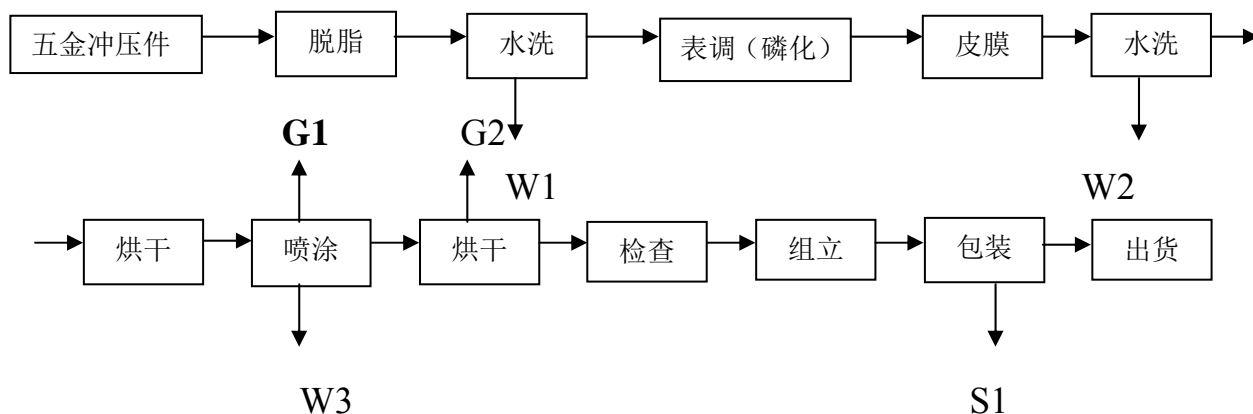 五金冲压件 脱脂 水洗 表调（磷化） 皮膜 水洗
G1 G2
W1 W2
烘干 喷涂 烘干 检查 组立 包装 出货
W3 S1